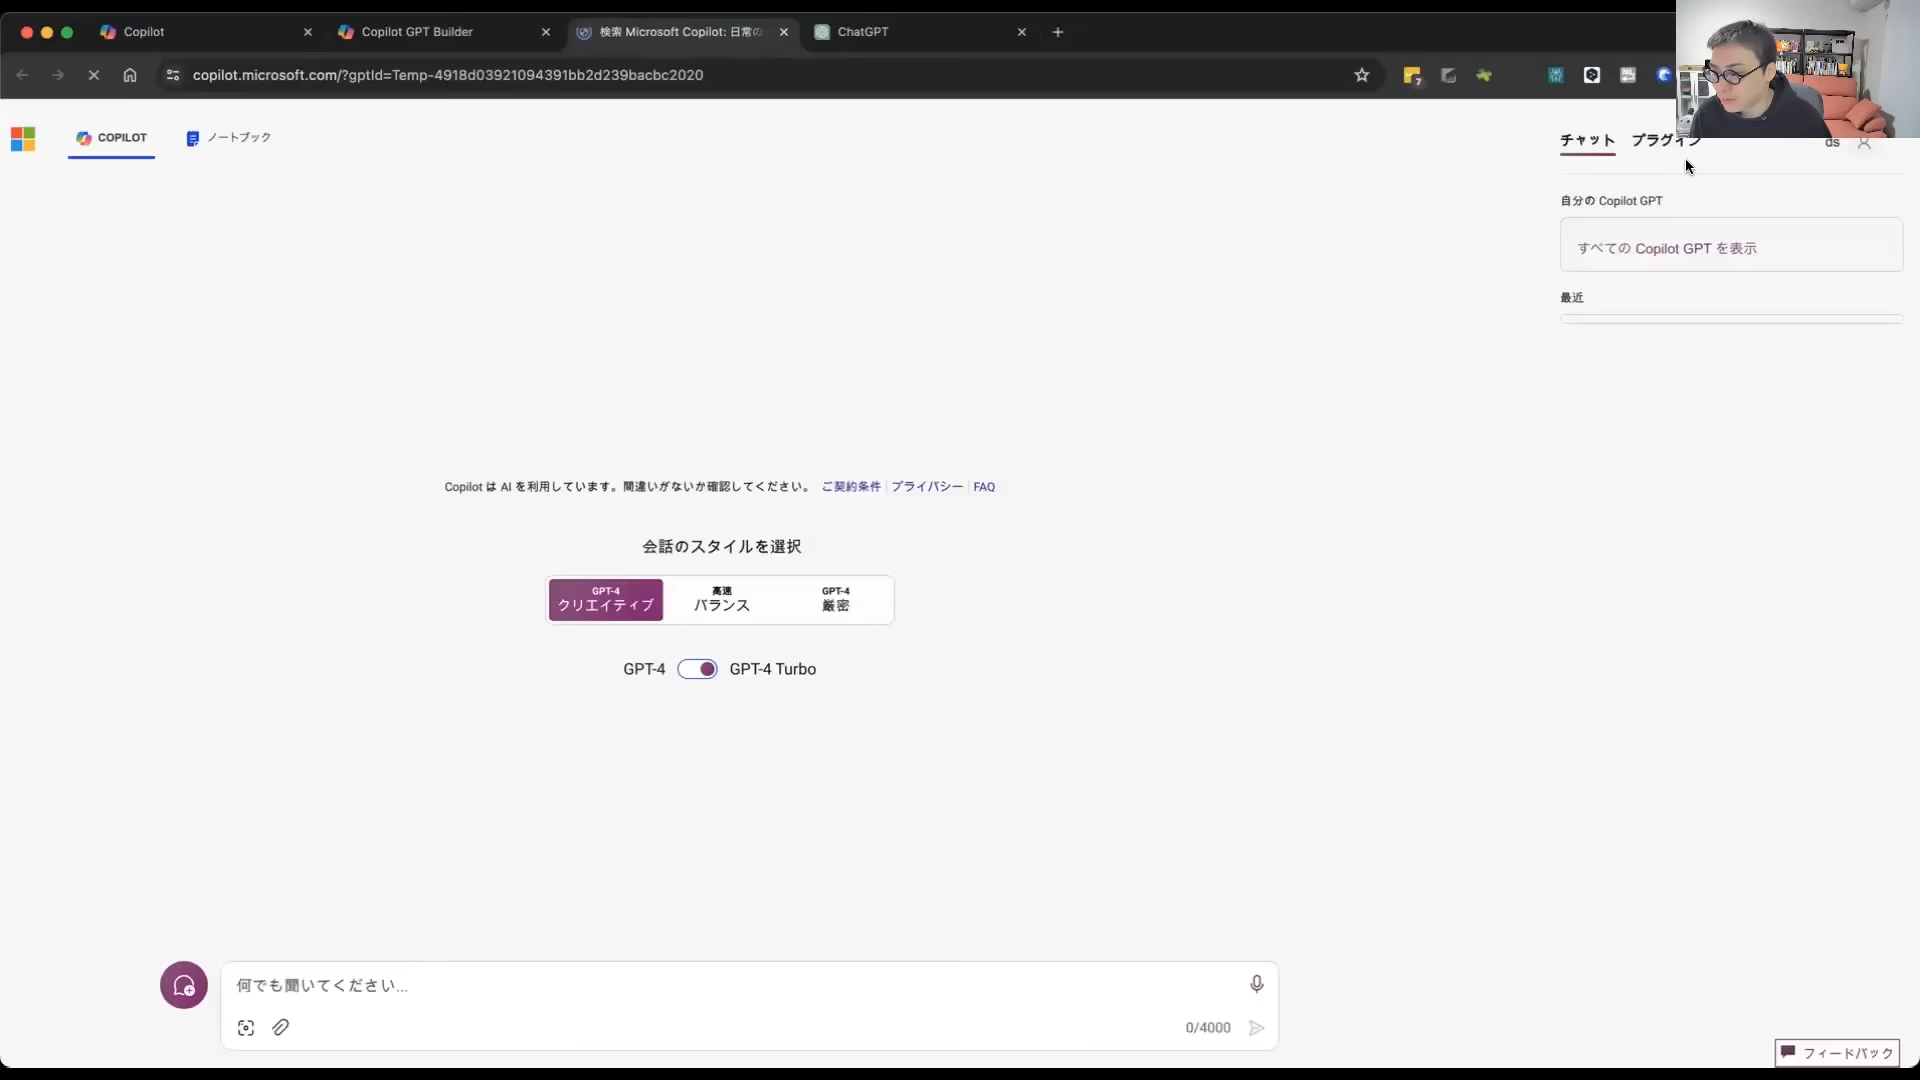 Copilot
Copilot GPT Builder
検索 Microsoft Copilot: 日常の
ChatGPT
copilot.microsoft.com/?gptId=Temp-4918d03921094391bb2d239bacbc2020
7
COPILOT
ノートブック
チャット
プラグイン
ds
自分の Copilot GPT
すべての Copilot GPT を表示
最近
Copilot は AI を利用しています。間違いがないか確認してください。 ご契約条件 プライバシー FAQ
会話のスタイルを選択
GPT-4
クリエイティブ
高速
バランス
GPT-4
厳密
GPT-4
GPT-4 Turbo
何でも聞いてください...
0/4000
フィードバック